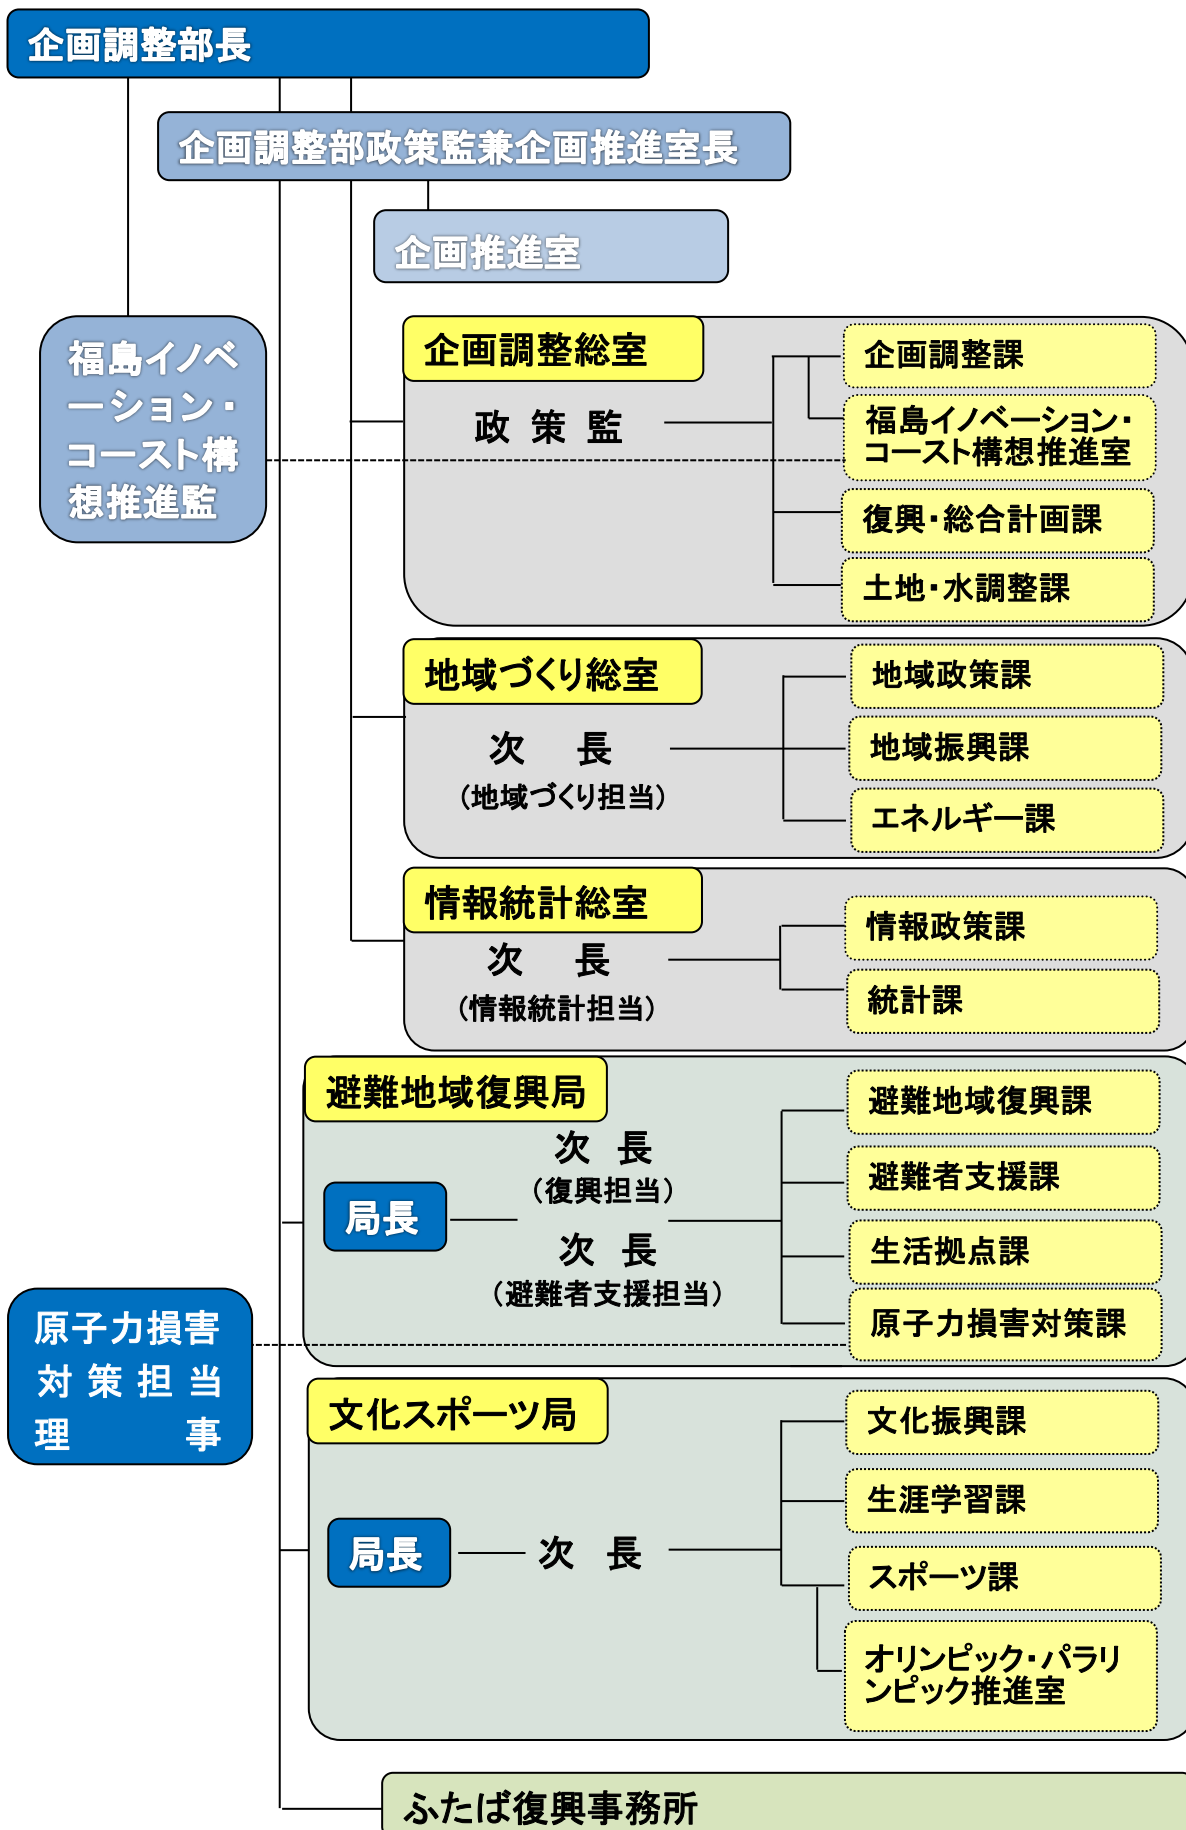 企画調整部長
企画調整部政策監兼企画推進室長
企画推進室
福島イノベ
ーション・
コースト構
想推進監
企画調整総室
政 策 監
企画調整課
福島イノベーション・
コースト構想推進室
復興・総合計画課
土地・水調整課
地域づくり総室
次 長
（地域づくり担当）
地域政策課
地域振興課
エネルギー課
情報統計総室
次 長
（情報統計担当）
情報政策課
統計課
避難地域復興局
局長
次 長
（復興担当）
次 長
（避難者支援担当）
避難地域復興課
避難者支援課
生活拠点課
原子力損害対策課
原子力損害
対 策 担 当
理 事
文化スポーツ局
局長
次 長
文化振興課
生涯学習課
スポーツ課
オリンピック・パラリ
ンピック推進室
ふたば復興事務所